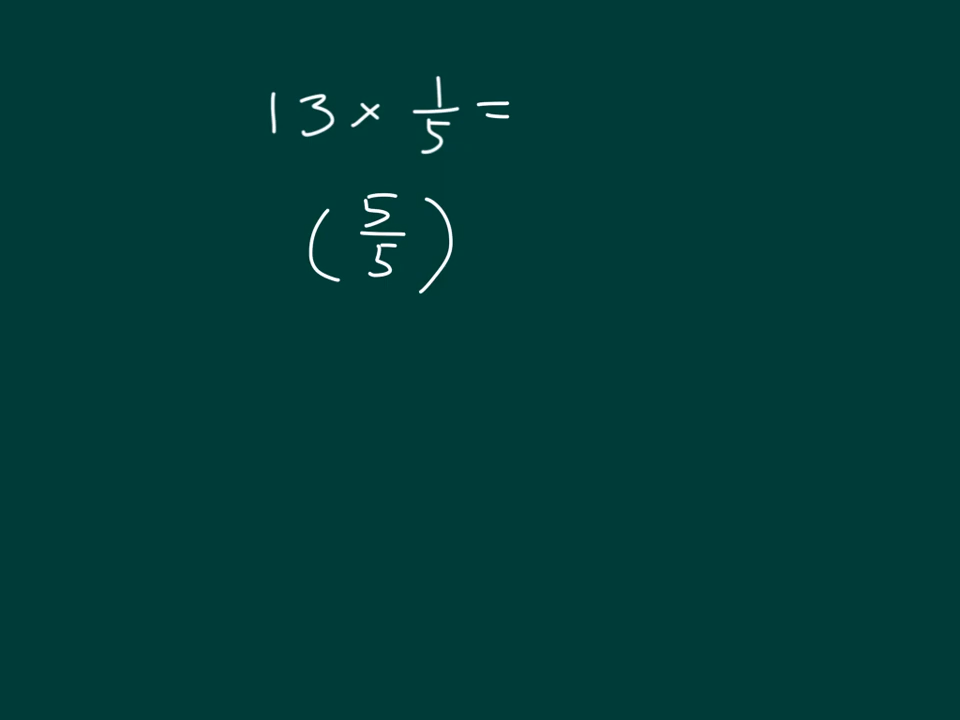 13 × 1/5 =
(5/5)